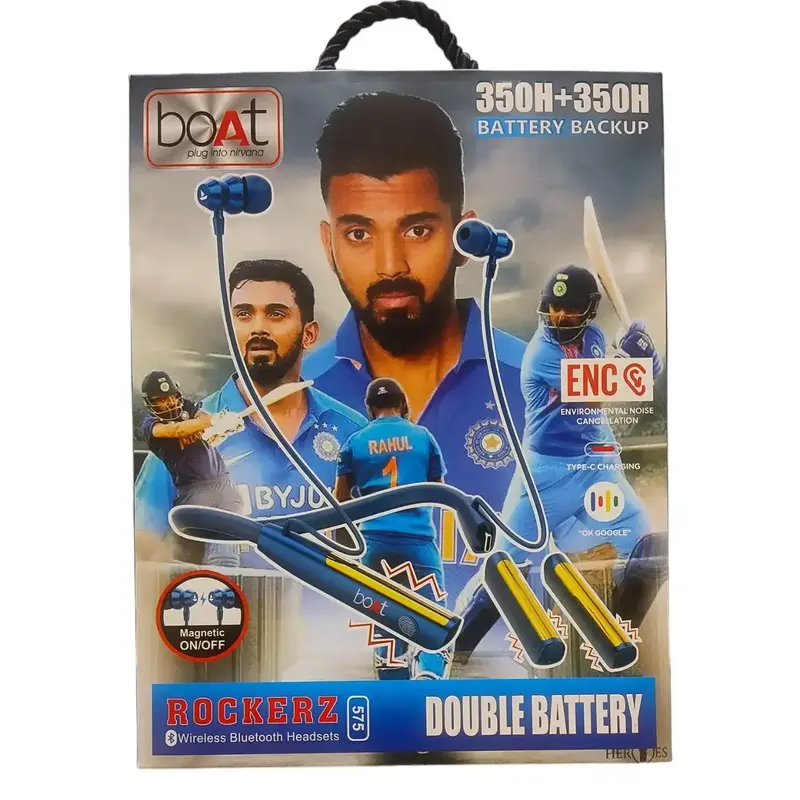 boAt
plug into nirvana
350H+350H
BATTERY BACKUP
ENC
ENVIRONMENTAL NOISE
CANCELLATION
TYPE-C CHARGING
"OK GOOGLE"
RAHUL
1
BYJU
boAt
Magnetic
ON/OFF
ROCKERZ
575
Wireless Bluetooth Headsets
DOUBLE BATTERY